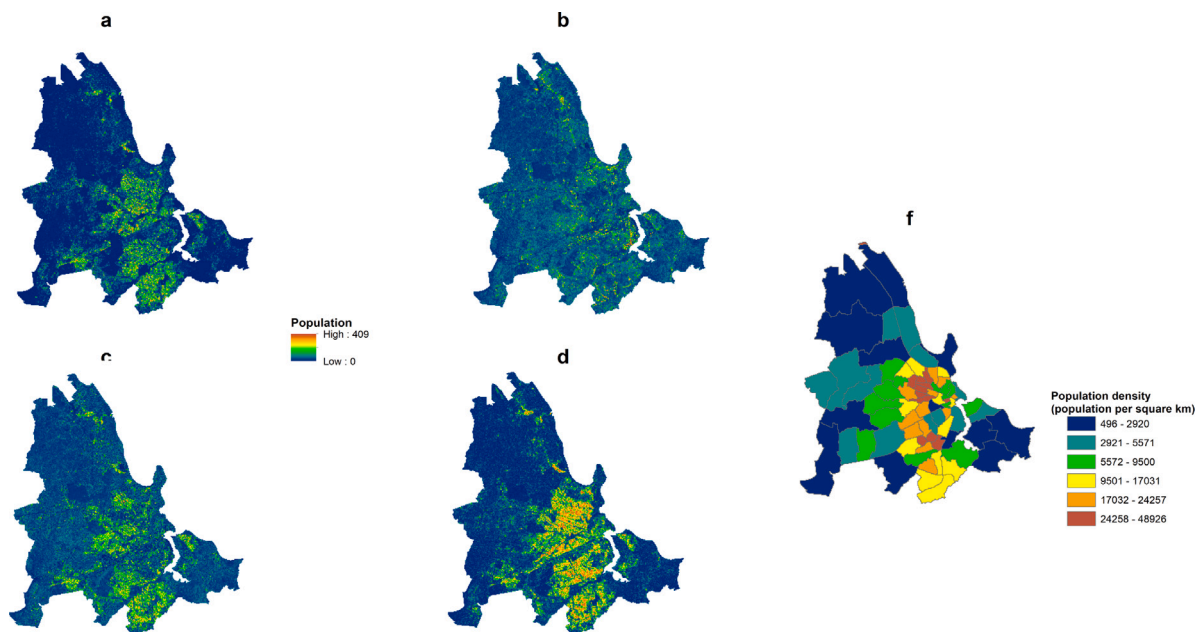 a
b
f
Population
High : 409
Low : 0
c
d
Population density
(population per square km)
496 - 2920
2921 - 5571
5572 - 9500
9501 - 17031
17032 - 24257
24258 - 48926